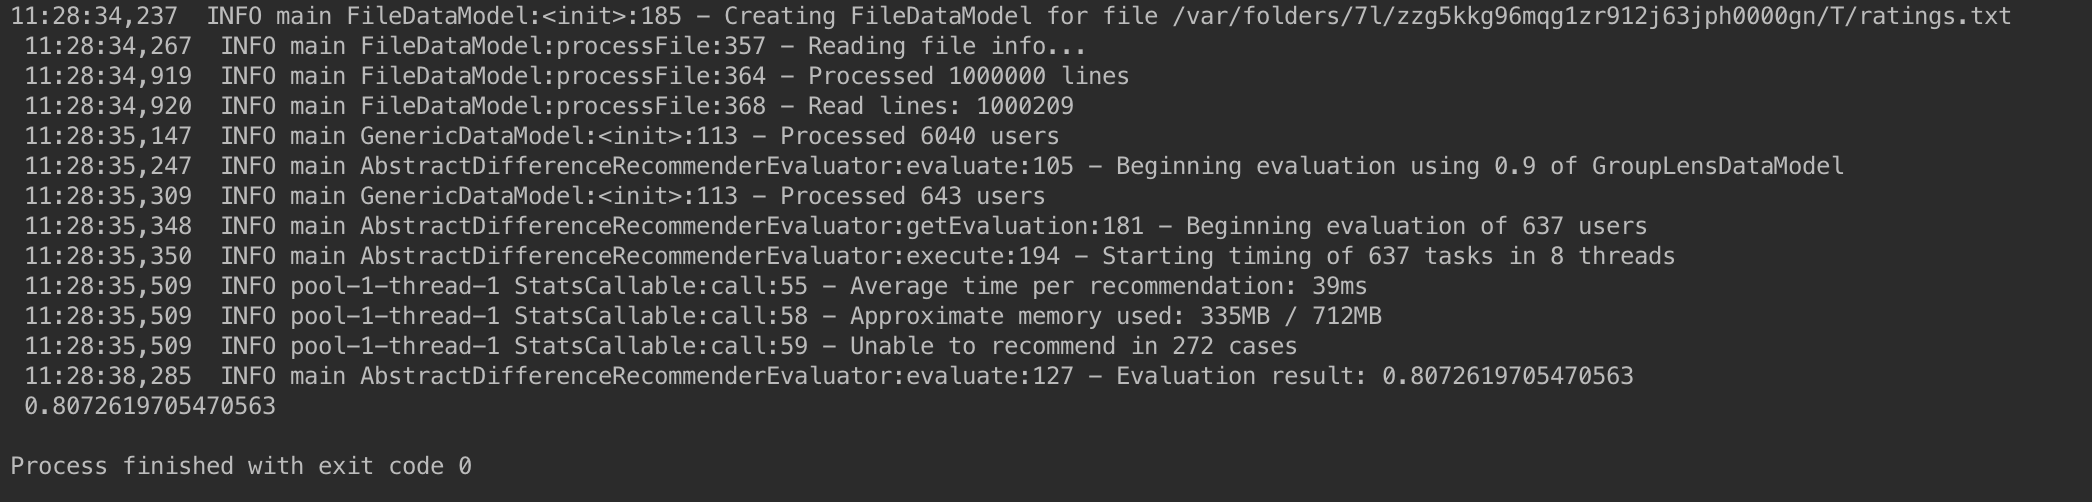 11:28:34,237  INFO main FileDataModel:<init>:185 – Creating FileDataModel for file /var/folders/7l/zzg5kkg96mqg1zr912j63jph0000gn/T/ratings.txt
11:28:34,267  INFO main FileDataModel:processFile:357 – Reading file info...
11:28:34,919  INFO main FileDataModel:processFile:364 – Processed 1000000 lines
11:28:34,920  INFO main FileDataModel:processFile:368 – Read lines: 1000209
11:28:35,147  INFO main GenericDataModel:<init>:113 – Processed 6040 users
11:28:35,247  INFO main AbstractDifferenceRecommenderEvaluator:evaluate:105 – Beginning evaluation using 0.9 of GroupLensDataModel
11:28:35,309  INFO main GenericDataModel:<init>:113 – Processed 643 users
11:28:35,348  INFO main AbstractDifferenceRecommenderEvaluator:getEvaluation:181 – Beginning evaluation of 637 users
11:28:35,350  INFO main AbstractDifferenceRecommenderEvaluator:execute:194 – Starting timing of 637 tasks in 8 threads
11:28:35,509  INFO pool-1-thread-1 StatsCallable:call:55 – Average time per recommendation: 39ms
11:28:35,509  INFO pool-1-thread-1 StatsCallable:call:58 – Approximate memory used: 335MB / 712MB
11:28:35,509  INFO pool-1-thread-1 StatsCallable:call:59 – Unable to recommend in 272 cases
11:28:38,285  INFO main AbstractDifferenceRecommenderEvaluator:evaluate:127 – Evaluation result: 0.8072619705470563
0.8072619705470563
Process finished with exit code 0